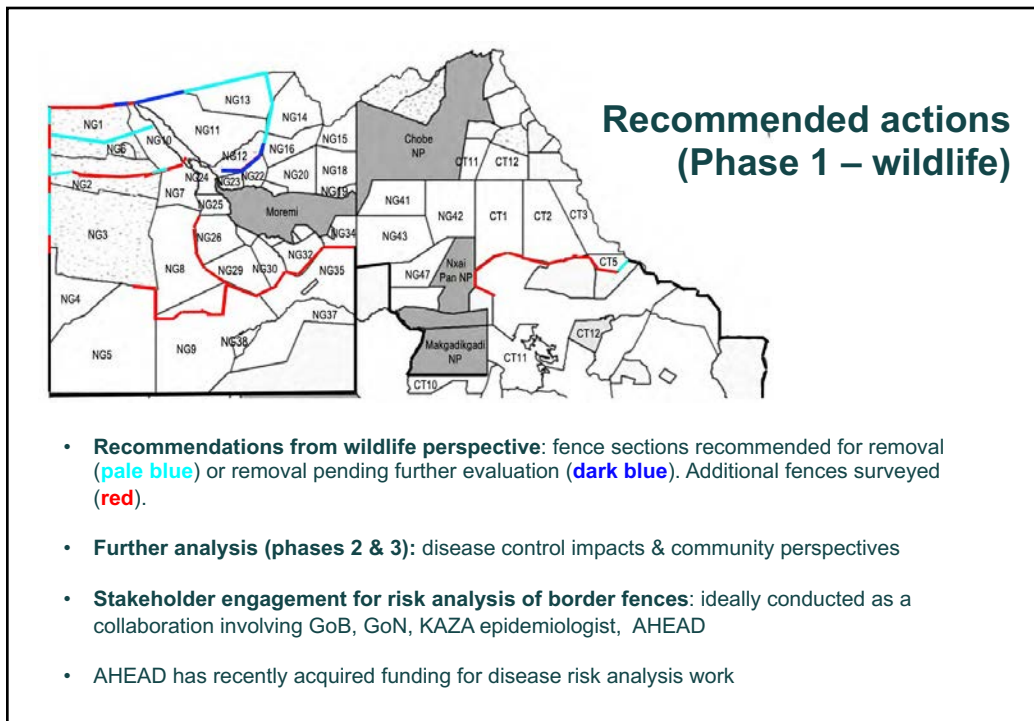 Recommended actions
(Phase 1 – wildlife)
NG13
NG1
NG11
NG14
NG10
NG6
NG15
Chobe
NP
NG12
NG16
CT11
CT12
NG2
NG24
NG23
NG22
NG20
NG18
NG7
NG19
NG25
NG41
Moremi
NG42
CT1
CT2
CT3
NG3
NG26
NG34
NG43
NG32
CT5
NG8
NG29
NG30
NG35
NG47
Nxai
Pan NP
NG4
NG37
CT12
NG5
NG9
NG38
Makgadikgadi
NP
CT11
CT10
• Recommendations from wildlife perspective: fence sections recommended for removal
(pale blue) or removal pending further evaluation (dark blue). Additional fences surveyed
(red).
• Further analysis (phases 2 & 3): disease control impacts & community perspectives
• Stakeholder engagement for risk analysis of border fences: ideally conducted as a
collaboration involving GoB, GoN, KAZA epidemiologist, AHEAD
• AHEAD has recently acquired funding for disease risk analysis work